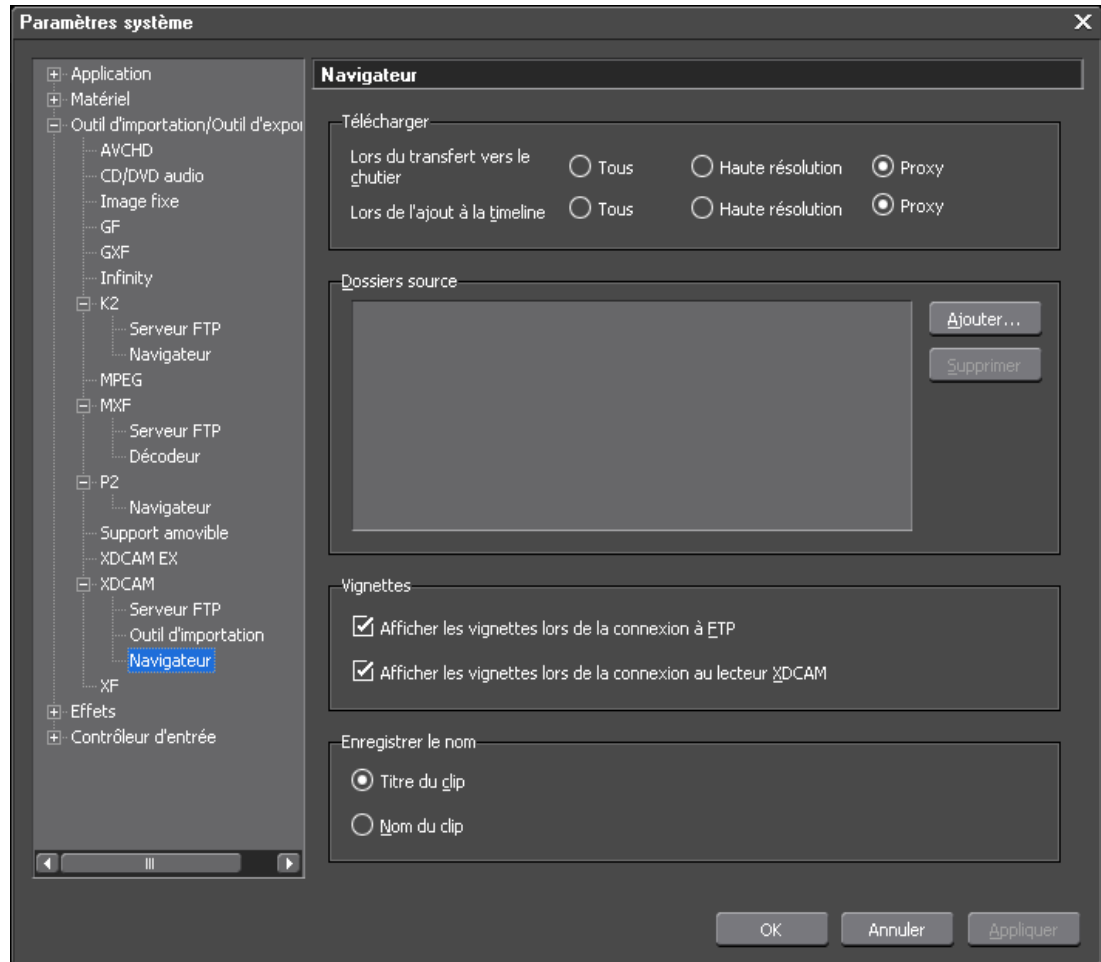 Paramètres système
Application
Matériel
Outil d'importation/Outil d'expor
AVCHD
CD/DVD audio
Image fixe
GF
GXF
Infinity
K2
Serveur FTP
Navigateur
MPEG
MXF
Serveur FTP
Décodeur
P2
Navigateur
Support amovible
XDCAM EX
XDCAM
Serveur FTP
Outil d'importation
Navigateur
XF
Effets
Contrôleur d'entrée
Navigateur
Télécharger
Lors du transfert vers le
chutier
Tous Haute résolution Proxy
Lors de l'ajout à la timeline Tous Haute résolution Proxy
Dossiers source
Ajouter...
Supprimer
Vignettes
Afficher les vignettes lors de la connexion à FTP
Afficher les vignettes lors de la connexion au lecteur XDCAM
Enregistrer le nom
Titre du clip
Nom du clip
OK Annuler Appliquer